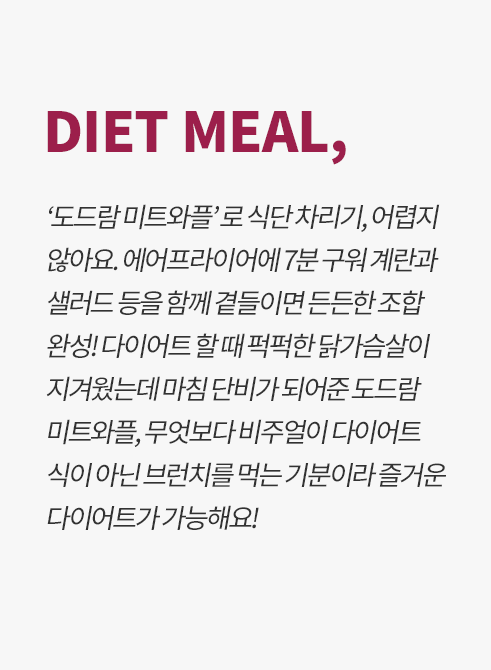 DIET MEAL,
‘도드람 미트와플’로 식단 차리기, 어렵지
않아요. 에어프라이어에 7분 구워 계란과
샐러드 등을 함께 곁들이면 든든한 조합
완성! 다이어트 할 때 퍽퍽한 닭가슴살이
지겨웠는데 마침 단비가 되어준 도드람
미트와플, 무엇보다 비주얼이 다이어트
식이 아닌 브런치를 먹는 기분이라 즐거운
다이어트가 가능해요!